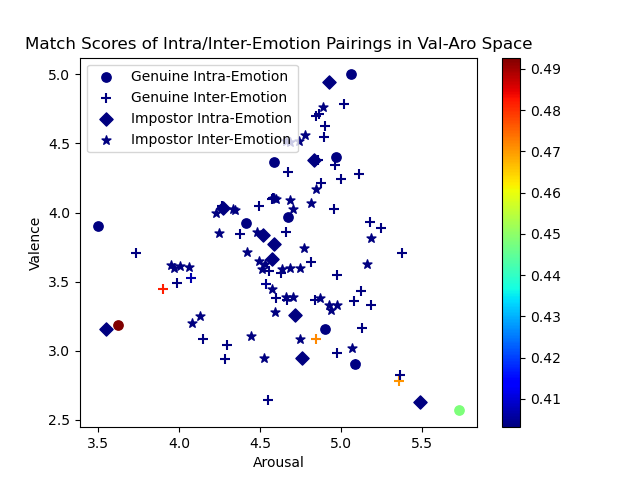 Match Scores of Intra/Inter-Emotion Pairings in Val-Aro Space
Genuine Intra-Emotion
Genuine Inter-Emotion
Impostor Intra-Emotion
Impostor Inter-Emotion
Valence
5.0
4.5
4.0
3.5
3.0
2.5
3.5
4.0
4.5
5.0
5.5
Arousal
0.49
0.48
0.47
0.46
0.45
0.44
0.43
0.42
0.41